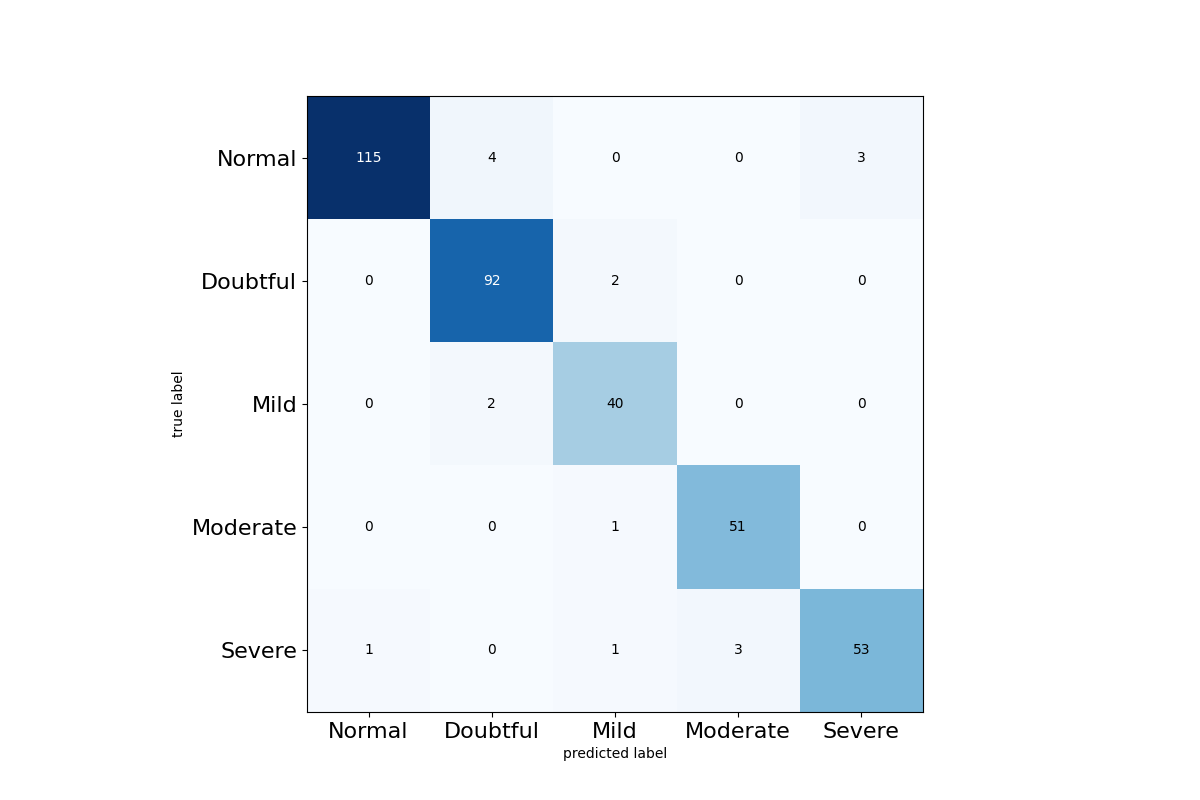 Normal 115 4 0 0 3
Doubtful 0 92 2 0 0
Mild 0 2 40 0 0
Moderate 0 0 1 51 0
Severe 1 0 1 3 53
true label
Normal Doubtful Mild Moderate Severe
predicted label